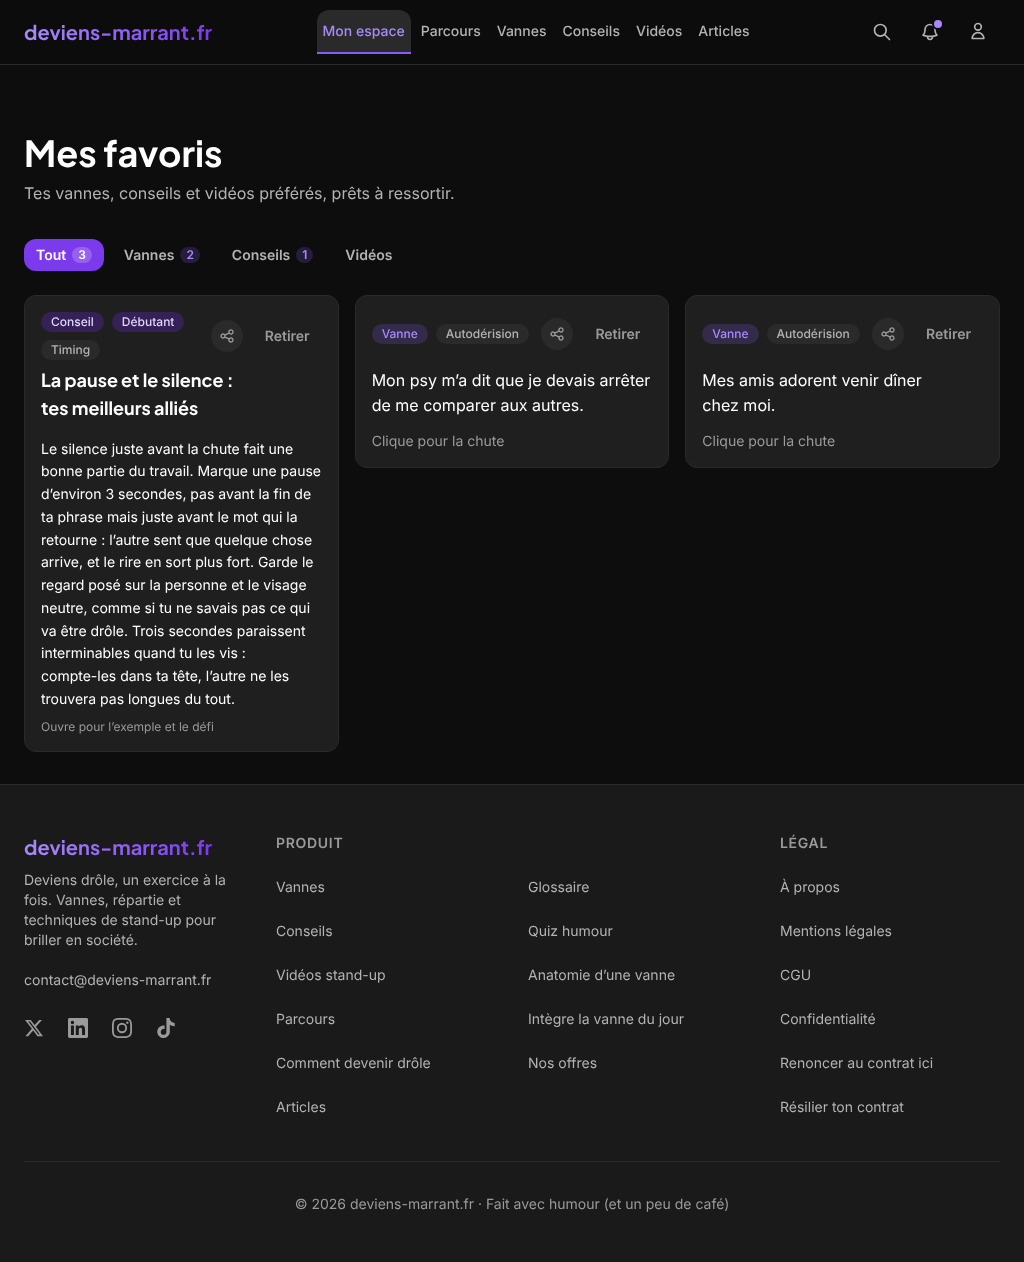 deviens-marrant.fr
Mon espace Parcours Vannes Conseils Vidéos Articles
Mes favoris
Tes vannes, conseils et vidéos préférés, prêts à ressortir.
Tout 3 Vannes 2 Conseils 1 Vidéos
Conseil Débutant
Timing
Retirer
La pause et le silence :
tes meilleurs alliés
Le silence juste avant la chute fait une
bonne partie du travail. Marque une pause
d’environ 3 secondes, pas avant la fin de
ta phrase mais juste avant le mot qui la
retourne : l’autre sent que quelque chose
arrive, et le rire en sort plus fort. Garde le
regard posé sur la personne et le visage
neutre, comme si tu ne savais pas ce qui
va être drôle. Trois secondes paraissent
interminables quand tu les vis :
compte-les dans ta tête, l’autre ne les
trouvera pas longues du tout.
Ouvre pour l’exemple et le défi
Vanne Autodérision Retirer
Mon psy m’a dit que je devais arrêter
de me comparer aux autres.
Clique pour la chute
Vanne Autodérision Retirer
Mes amis adorent venir dîner
chez moi.
Clique pour la chute
deviens-marrant.fr
Deviens drôle, un exercice à la
fois. Vannes, répartie et
techniques de stand-up pour
briller en société.
contact@deviens-marrant.fr
PRODUIT
Vannes
Conseils
Vidéos stand-up
Parcours
Comment devenir drôle
Articles
Glossaire
Quiz humour
Anatomie d’une vanne
Intègre la vanne du jour
Nos offres
LÉGAL
À propos
Mentions légales
CGU
Confidentialité
Renoncer au contrat ici
Résilier ton contrat
© 2026 deviens-marrant.fr · Fait avec humour (et un peu de café)